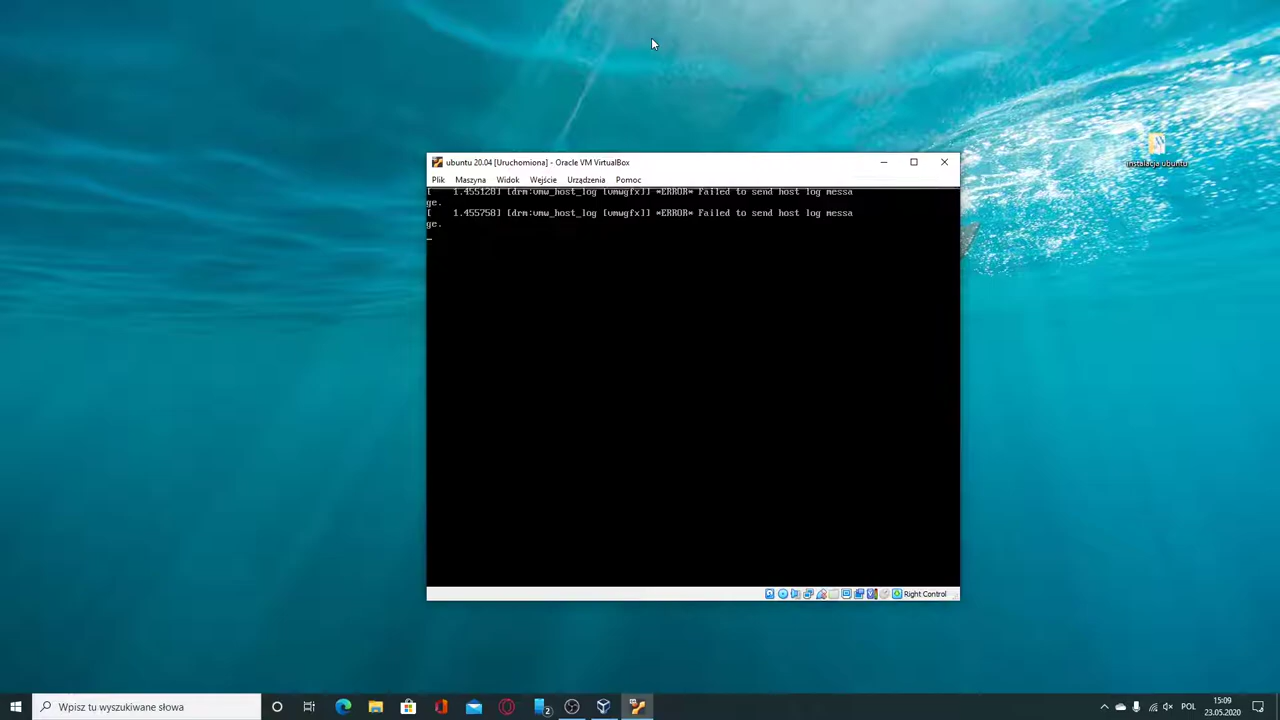 instalacja ubuntu
ubuntu 20.04 [Uruchomiona] - Oracle VM VirtualBox
Plik Maszyna Widok Wejście Urządzenia Pomoc
[ 1.455128] [drm:vmw_host_log [vmwgfx]] *ERROR* Failed to send host log messa
ge.
[ 1.455758] [drm:vmw_host_log [vmwgfx]] *ERROR* Failed to send host log messa
ge.
_
Right Control
Wpisz tu wyszukiwane słowa
2
POL
15:09
23.05.2020